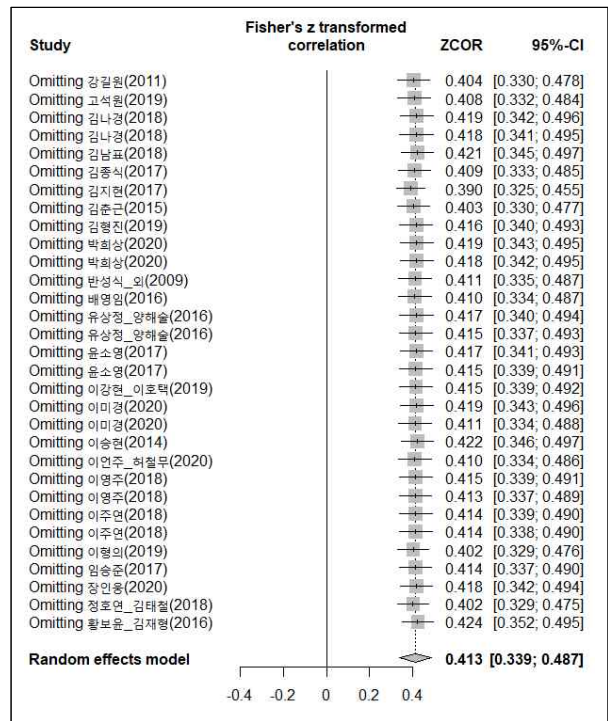 Fisher's z transformed
Study correlation ZCOR 95%-CI
Omitting 강길원(2011) 0.404 [0.330; 0.478]
Omitting 고석원(2019) 0.408 [0.332; 0.484]
Omitting 김나경(2018) 0.419 [0.342; 0.496]
Omitting 김나경(2018) 0.418 [0.341; 0.495]
Omitting 김남표(2018) 0.421 [0.345; 0.497]
Omitting 김종식(2017) 0.409 [0.333; 0.485]
Omitting 김지현(2017) 0.390 [0.325; 0.455]
Omitting 김춘근(2015) 0.403 [0.330; 0.477]
Omitting 김형진(2019) 0.416 [0.340; 0.493]
Omitting 박희상(2020) 0.419 [0.343; 0.495]
Omitting 박희상(2020) 0.418 [0.342; 0.495]
Omitting 반성식_외(2009) 0.411 [0.335; 0.487]
Omitting 배영임(2016) 0.410 [0.334; 0.487]
Omitting 유상정_양해술(2016) 0.417 [0.340; 0.494]
Omitting 유상정_양해술(2016) 0.415 [0.337; 0.493]
Omitting 윤소영(2017) 0.417 [0.341; 0.493]
Omitting 윤소영(2017) 0.415 [0.339; 0.491]
Omitting 이강현_이호택(2019) 0.415 [0.339; 0.492]
Omitting 이미경(2020) 0.419 [0.343; 0.496]
Omitting 이미경(2020) 0.411 [0.334; 0.488]
Omitting 이승현(2014) 0.422 [0.346; 0.497]
Omitting 이언주_허철무(2020) 0.410 [0.334; 0.486]
Omitting 이영주(2018) 0.415 [0.339; 0.491]
Omitting 이영주(2018) 0.413 [0.337; 0.489]
Omitting 이주연(2018) 0.414 [0.339; 0.490]
Omitting 이주연(2018) 0.414 [0.338; 0.490]
Omitting 이형의(2019) 0.402 [0.329; 0.476]
Omitting 임승준(2017) 0.414 [0.337; 0.490]
Omitting 장인웅(2020) 0.418 [0.342; 0.494]
Omitting 정호연_김태철(2018) 0.402 [0.329; 0.475]
Omitting 황보윤_김재형(2016) 0.424 [0.352; 0.495]
Random effects model 0.413 [0.339; 0.487]
-0.4 -0.2 0 0.2 0.4